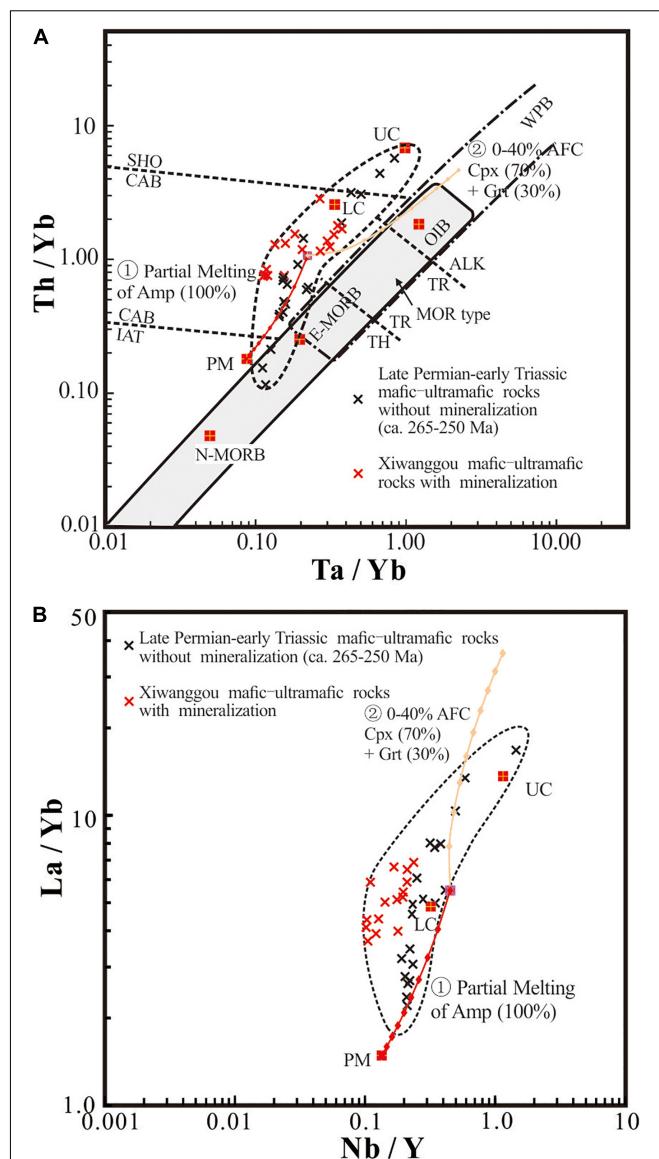 A
10
1.00
0.10
0.01
Th / Yb
UC
WPB
② 0-40% AFC
Cpx (70%)
+ Grt (30%)
SHO
CAB
LC
OIB
① Partial Melting
of Amp (100%)
ALK
TR
E-MORB
MOR type
CAB
IAT
TR
TH
PM
Late Permian-early Triassic
mafic-ultramafic rocks
without mineralization
(ca. 265-250 Ma)
N-MORB
Xiwanggou mafic-ultramafic
rocks with mineralization
0.01
0.10
1.00
10.00
Ta / Yb
B
50
10
1.0
La / Yb
Late Permian-early Triassic mafic-ultramafic rocks
without mineralization (ca. 265-250 Ma)
Xiwanggou mafic-ultramafic rocks
with mineralization
② 0-40% AFC
Cpx (70%)
+ Grt (30%)
UC
LC
① Partial Melting
of Amp (100%)
PM
0.001
0.01
0.1
1.0
10
Nb / Y